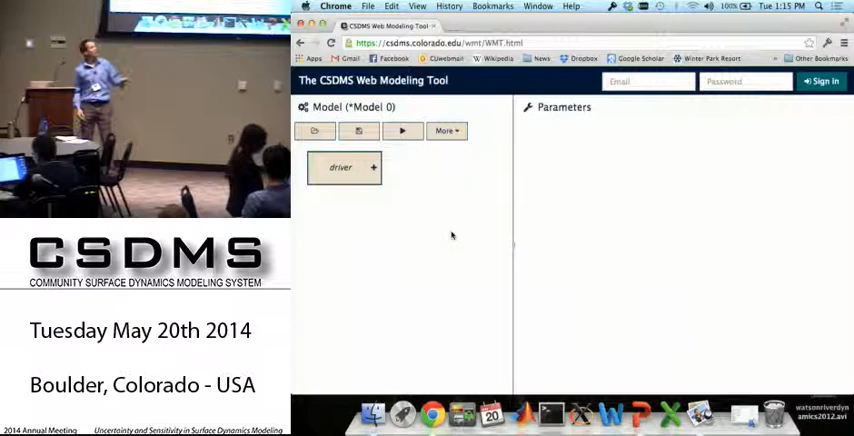 CSDMS
COMMUNITY SURFACE DYNAMICS MODELING SYSTEM
Tuesday May 20th 2014
Boulder, Colorado - USA
2014 Annual Meeting Uncertainty and Sensitivity in Surface Dynamics Modeling
Chrome File Edit View History Bookmarks Window Help 100% Tue 1:15 PM
CSDMS Web Modeling Tool
https://csdms.colorado.edu/wmt/WMT.html
Apps GMail Facebook CUwebmail Wikipedia News Dropbox Google Scholar Winter Park Resort » Other Bookmarks
The CSDMS Web Modeling Tool Email Password Sign In
Model (*Model 0) Parameters
More
driver +
20
watsonriverdyn
amics2012.avi